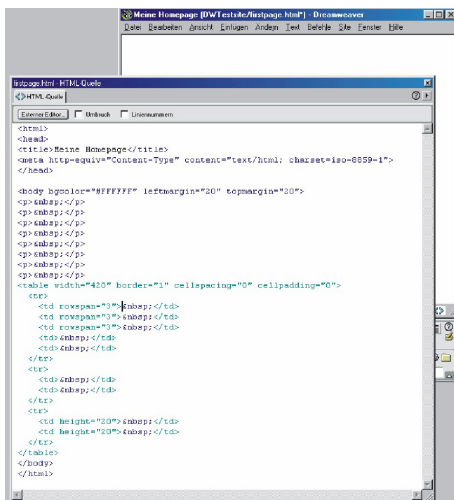 Meine Homepage (DWTestsite/firstpage.html*) - Dreamweaver
Datei Bearbeiten Ansicht Einfügen Ändern Text Befehle Site Fenster Hilfe
firstpage.html - HTML-Quelle
HTML-Quelle
Externer Editor... Umbruch Liniennummern
<html>
<head>
<title>Meine Homepage</title>
<meta http-equiv="Content-Type" content="text/html; charset=iso-8859-1">
</head>
<body bgcolor="#FFFFFF" leftmargin="20" topmargin="20">
<p>&nbsp;</p>
<p>&nbsp;</p>
<p>&nbsp;</p>
<p>&nbsp;</p>
<p>&nbsp;</p>
<p>&nbsp;</p>
<p>&nbsp;</p>
<p>&nbsp;</p>
<table width="420" border="1" cellspacing="0" cellpadding="0">
<tr>
<td rowspan="3">&nbsp;</td>
<td rowspan="3">&nbsp;</td>
<td rowspan="3">&nbsp;</td>
<td>&nbsp;</td>
<td>&nbsp;</td>
</tr>
<tr>
<td>&nbsp;</td>
<td>&nbsp;</td>
</tr>
<tr>
<td height="20">&nbsp;</td>
<td height="20">&nbsp;</td>
</tr>
</table>
</body>
</html>